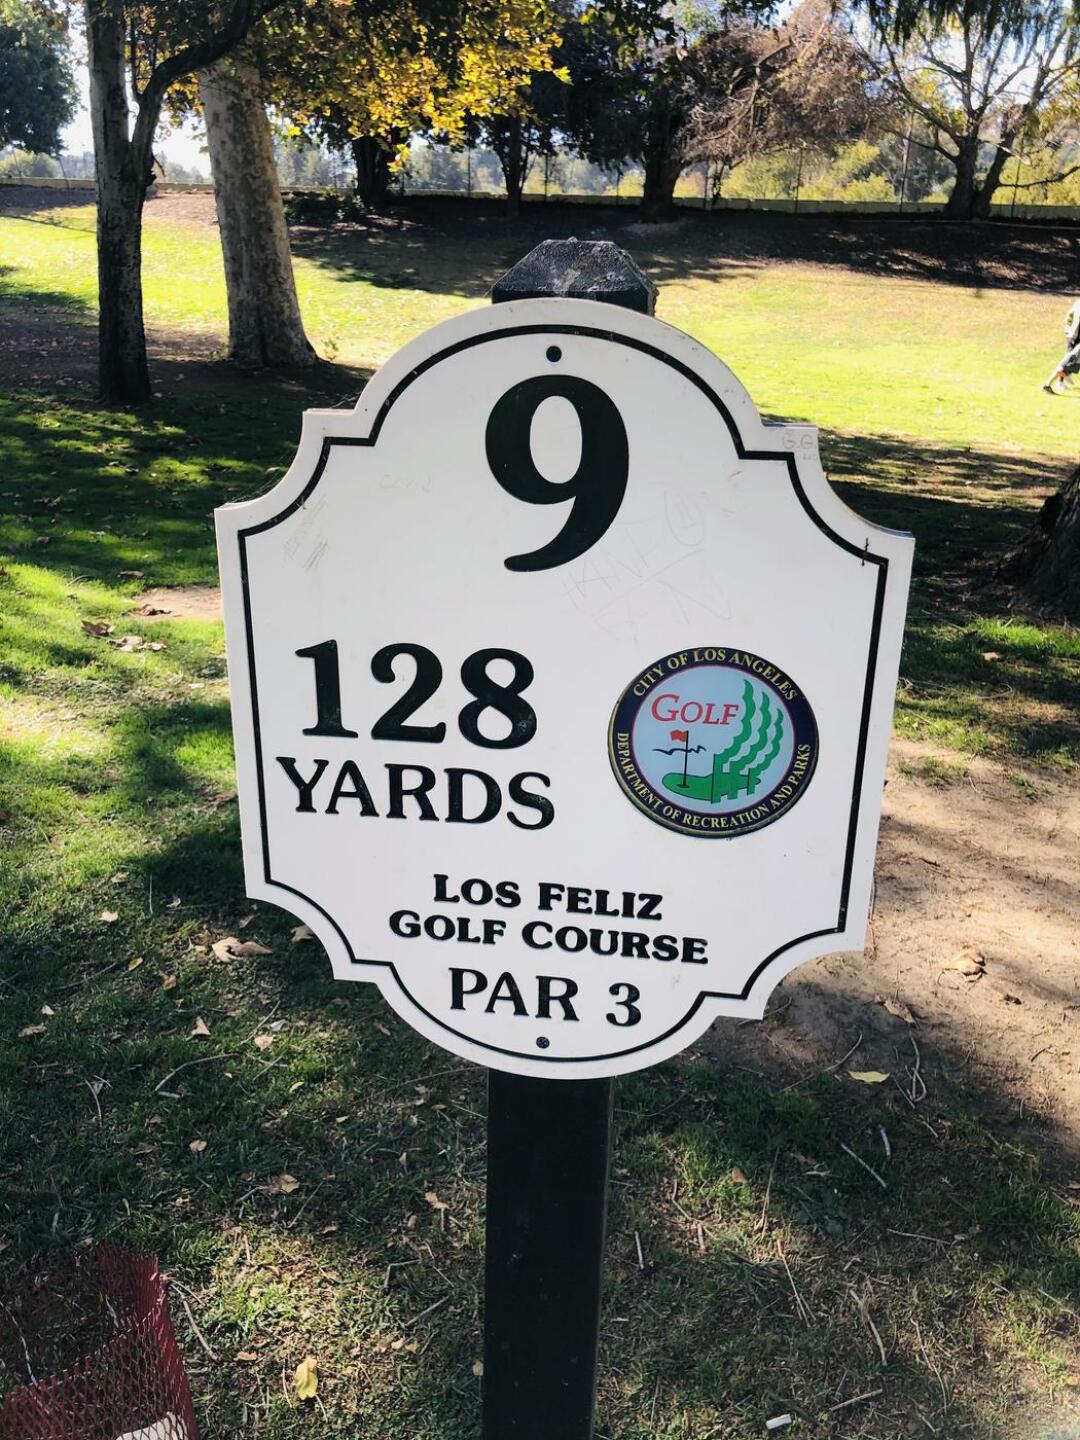 9
128
YARDS
CITY OF LOS ANGELES
GOLF
DEPARTMENT OF RECREATION AND PARKS
LOS FELIZ
GOLF COURSE
PAR 3